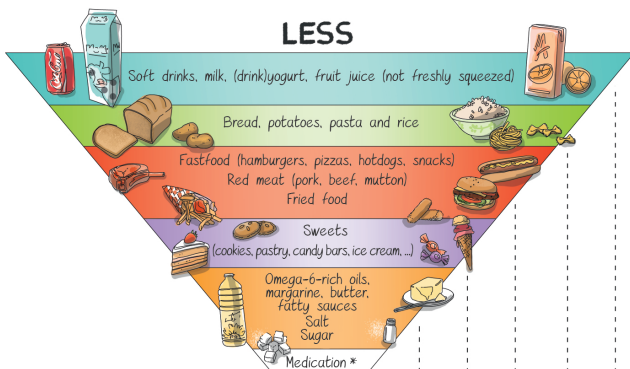 LESS
Soft drinks, milk, (drink)yogurt, fruit juice (not freshly squeezed)
Bread, potatoes, pasta and rice
Fastfood (hamburgers, pizzas, hotdogs, snacks)
Red meat (pork, beef, mutton)
Fried food
Sweets
(cookies, pastry, candy bars, ice cream, ...)
Omega-6-rich oils,
margarine, butter,
fatty sauces
Salt
Sugar
Medication *